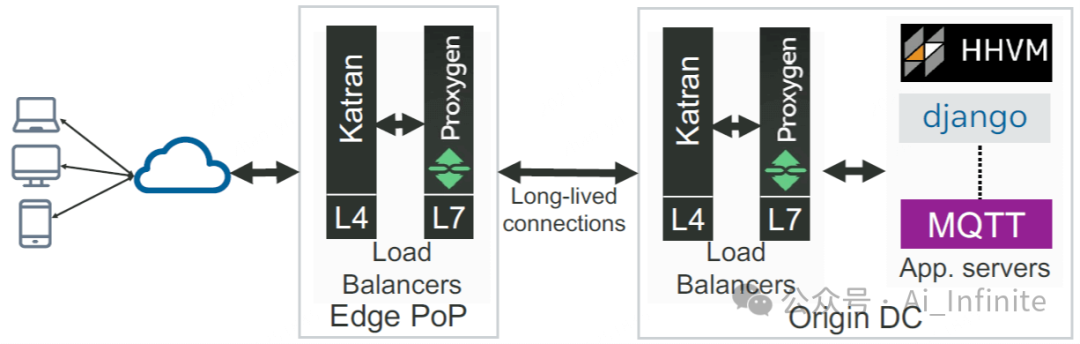 Katran
Proxygen
L4
L7
Load
Balancers
Edge PoP
Long-lived
connections
Katran
Proxygen
L4
L7
Load
Balancers
HHVM
django
MQTT
App. servers
Origin DC
公众号 · Ai_Infinite